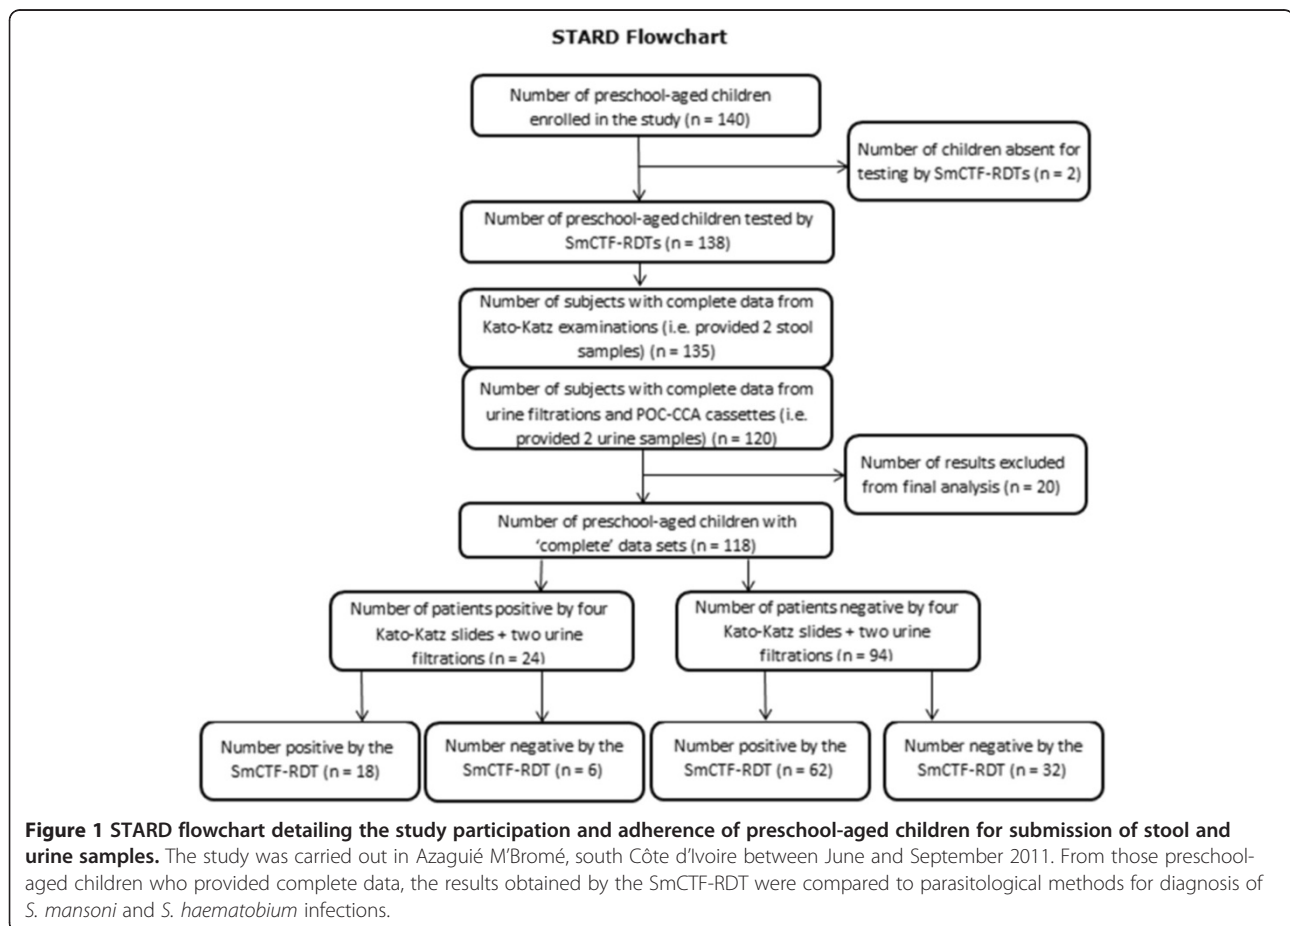 STARD Flowchart
Number of preschool-aged children
enrolled in the study (n = 140)
Number of children absent for
testing by SmCTF-RDTs (n = 2)
Number of preschool-aged children tested by
SmCTF-RDTs (n = 138)
Number of subjects with complete data from
Kato-Katz examinations (i.e. provided 2 stool
samples) (n = 135)
Number of subjects with complete data from
urine filtrations and POC-CCA cassettes (i.e.
provided 2 urine samples) (n = 120)
Number of results excluded
from final analysis (n = 20)
Number of preschool-aged children with
‘complete’ data sets (n = 118)
Number of patients positive by four
Kato-Katz slides + two urine
filtrations (n = 24)
Number of patients negative by four
Kato-Katz slides + two urine
filtrations (n = 94)
Number positive by the
SmCTF-RDT (n = 18)
Number negative by the
SmCTF-RDT (n = 6)
Number positive by the
SmCTF-RDT (n = 62)
Number negative by the
SmCTF-RDT (n = 32)
Figure 1 STARD flowchart detailing the study participation and adherence of preschool-aged children for submission of stool and
urine samples. The study was carried out in Azaguié M’Bromé, south Côte d’Ivoire between June and September 2011. From those preschool-
aged children who provided complete data, the results obtained by the SmCTF-RDT were compared to parasitological methods for diagnosis of
S. mansoni and S. haematobium infections.